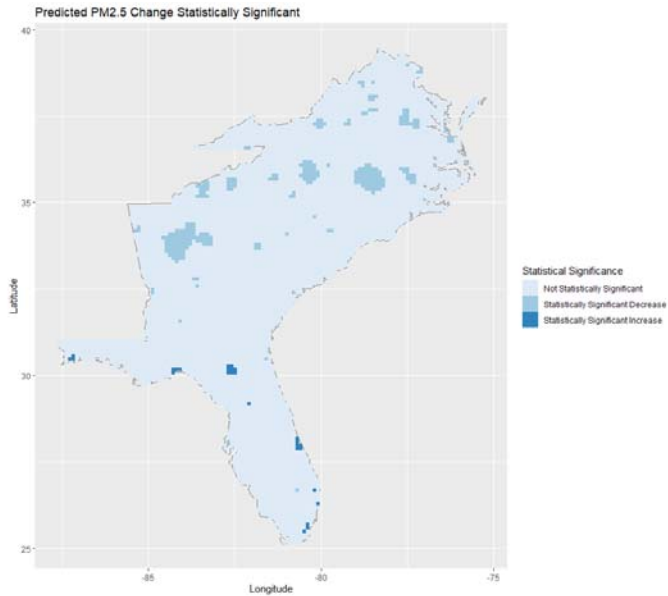 Predicted PM2.5 Change Statistically Significant
40
35
30
25
Latitude
-85
-80
-75
Longitude
Statistical Significance
Not Statistically Significant
Statistically Significant Decrease
Statistically Significant Increase